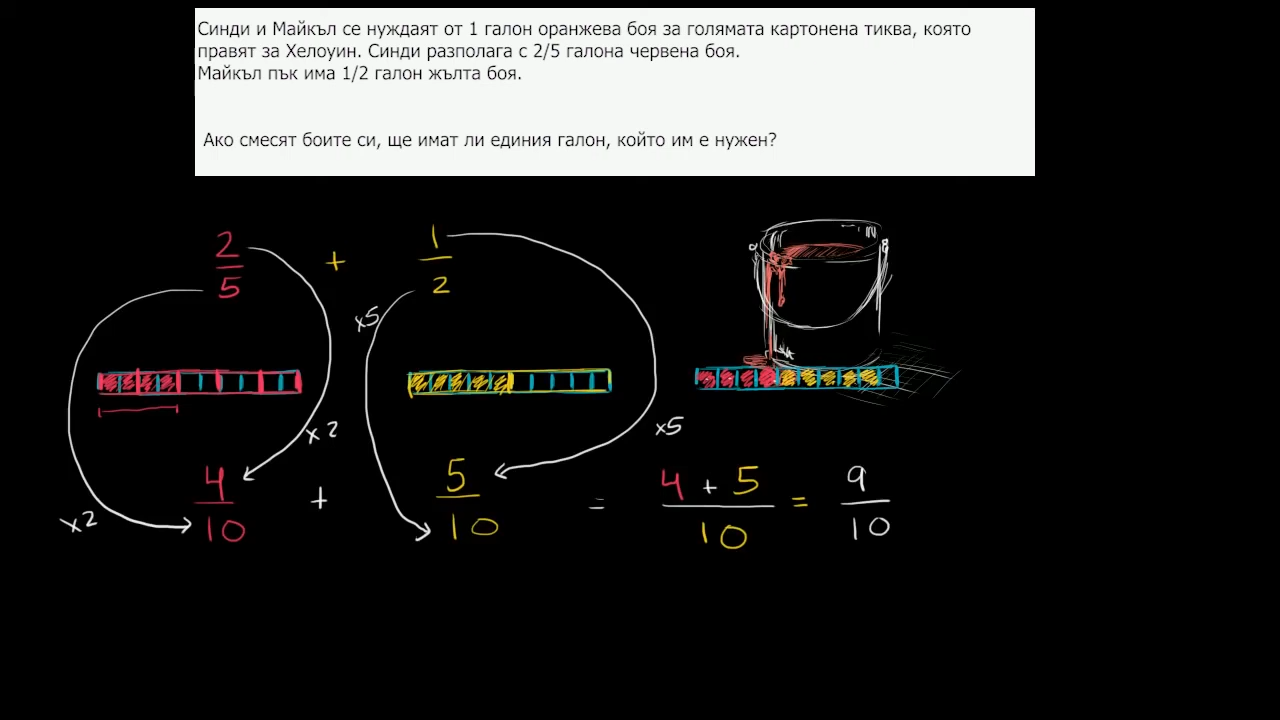 Синди и Майкъл се нуждаят от 1 галон оранжева боя за голямата картонена тиква, която
правят за Хелоуин. Синди разполага с 2/5 галона червена боя.
Майкъл пък има 1/2 галон жълта боя.
Ако смесят боите си, ще имат ли единия галон, който им е нужен?
2/5 + 1/2
x5
x2 x5
4/10 + 5/10 = 4 + 5/10 = 9/10
x2